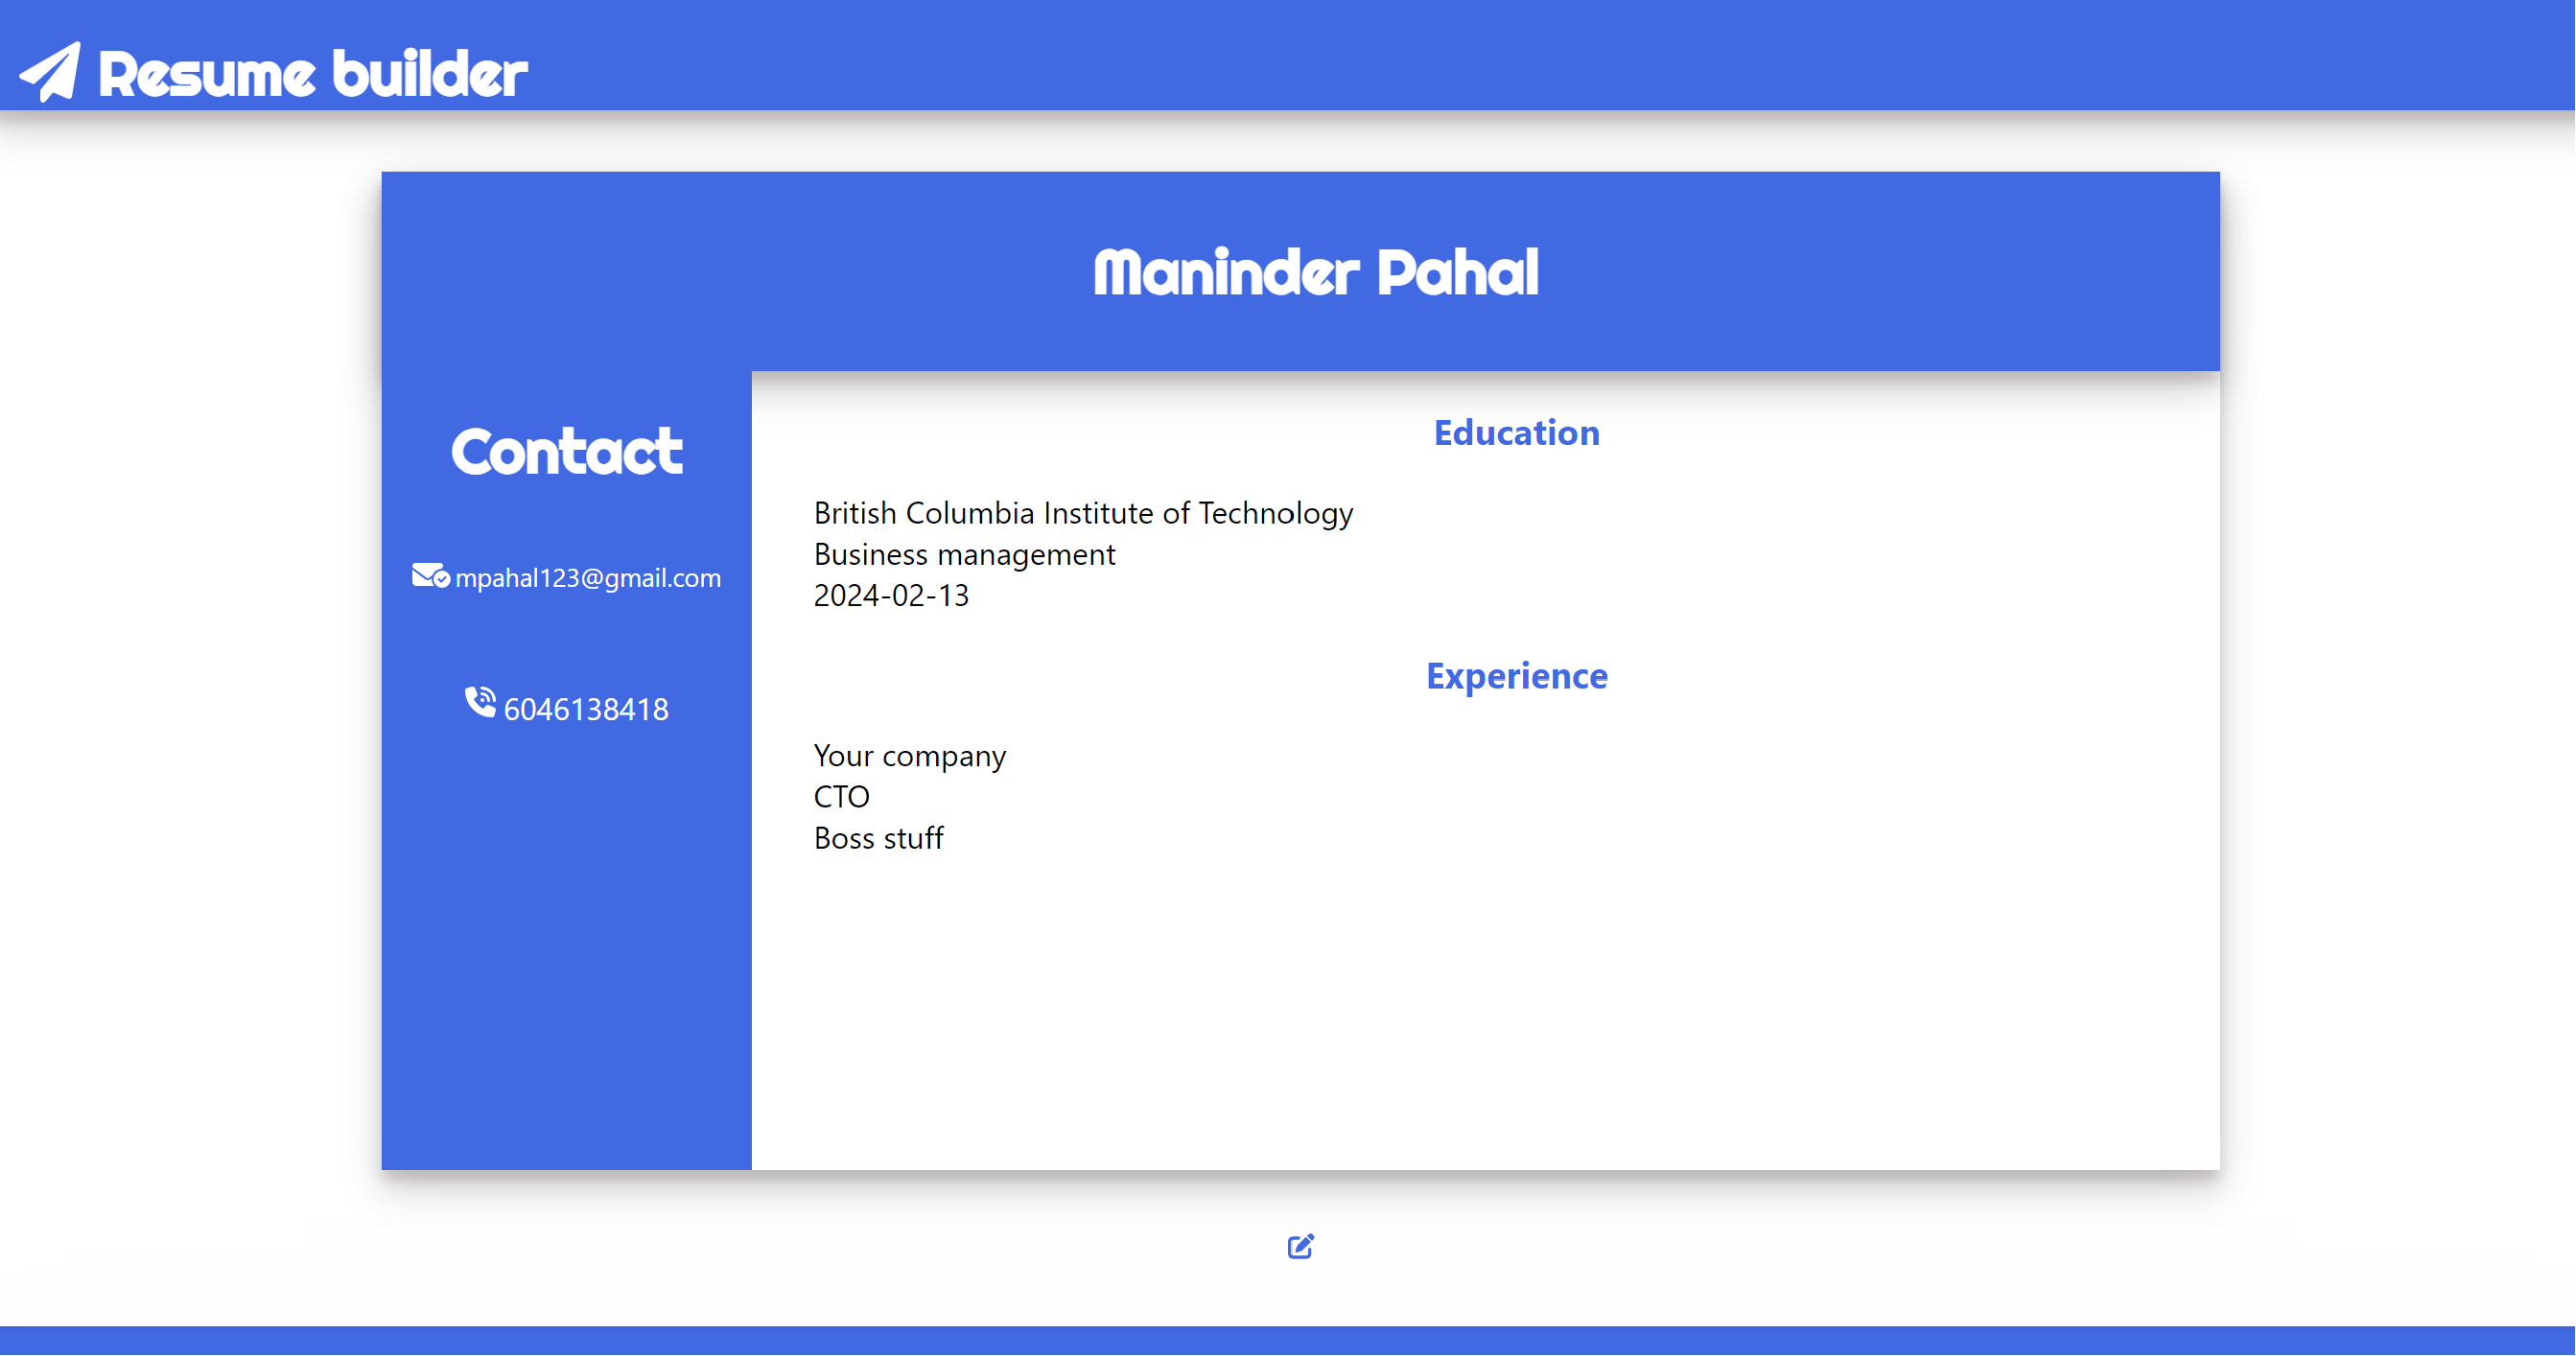 Resume builder
Maninder Pahal
Contact
mpahal123@gmail.com
6046138418
Education
British Columbia Institute of Technology
Business management
2024-02-13
Experience
Your company
CTO
Boss stuff